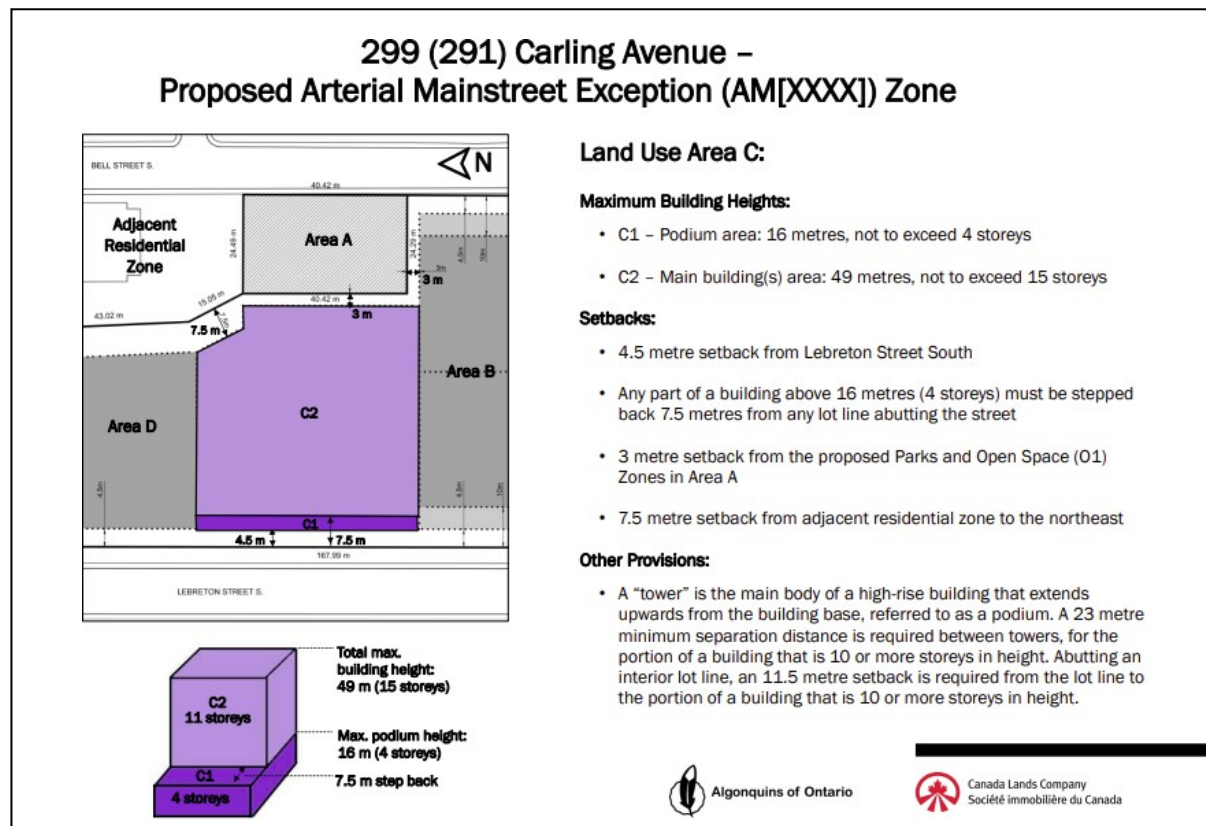 299 (291) Carling Avenue –
Proposed Arterial Mainstreet Exception (AM[XXXX]) Zone
BELL STREET S.
N
40.42 m
Adjacent
Residential
Zone
24.49 m
Area A
24.29 m
4.5m
10m
3m
3 m
15.05 m
40.42 m
3 m
43.02 m
7.5m
7.5 m
Area B
C2
Area D
4.5m
4.5m
10m
C1
4.5 m
7.5 m
167.99 m
LEBRETON STREET S.
Total max.
building height:
49 m (15 storeys)
C2
11 storeys
Max. podium height:
16 m (4 storeys)
C1
7.5 m step back
4 storeys
Land Use Area C:
Maximum Building Heights:
• C1 – Podium area: 16 metres, not to exceed 4 storeys
• C2 – Main building(s) area: 49 metres, not to exceed 15 storeys
Setbacks:
• 4.5 metre setback from Lebreton Street South
• Any part of a building above 16 metres (4 storeys) must be stepped
back 7.5 metres from any lot line abutting the street
• 3 metre setback from the proposed Parks and Open Space (O1)
Zones in Area A
• 7.5 metre setback from adjacent residential zone to the northeast
Other Provisions:
• A “tower” is the main body of a high-rise building that extends
upwards from the building base, referred to as a podium. A 23 metre
minimum separation distance is required between towers, for the
portion of a building that is 10 or more storeys in height. Abutting an
interior lot line, an 11.5 metre setback is required from the lot line to
the portion of a building that is 10 or more storeys in height.
Algonquins of Ontario
Canada Lands Company
Société immobilière du Canada